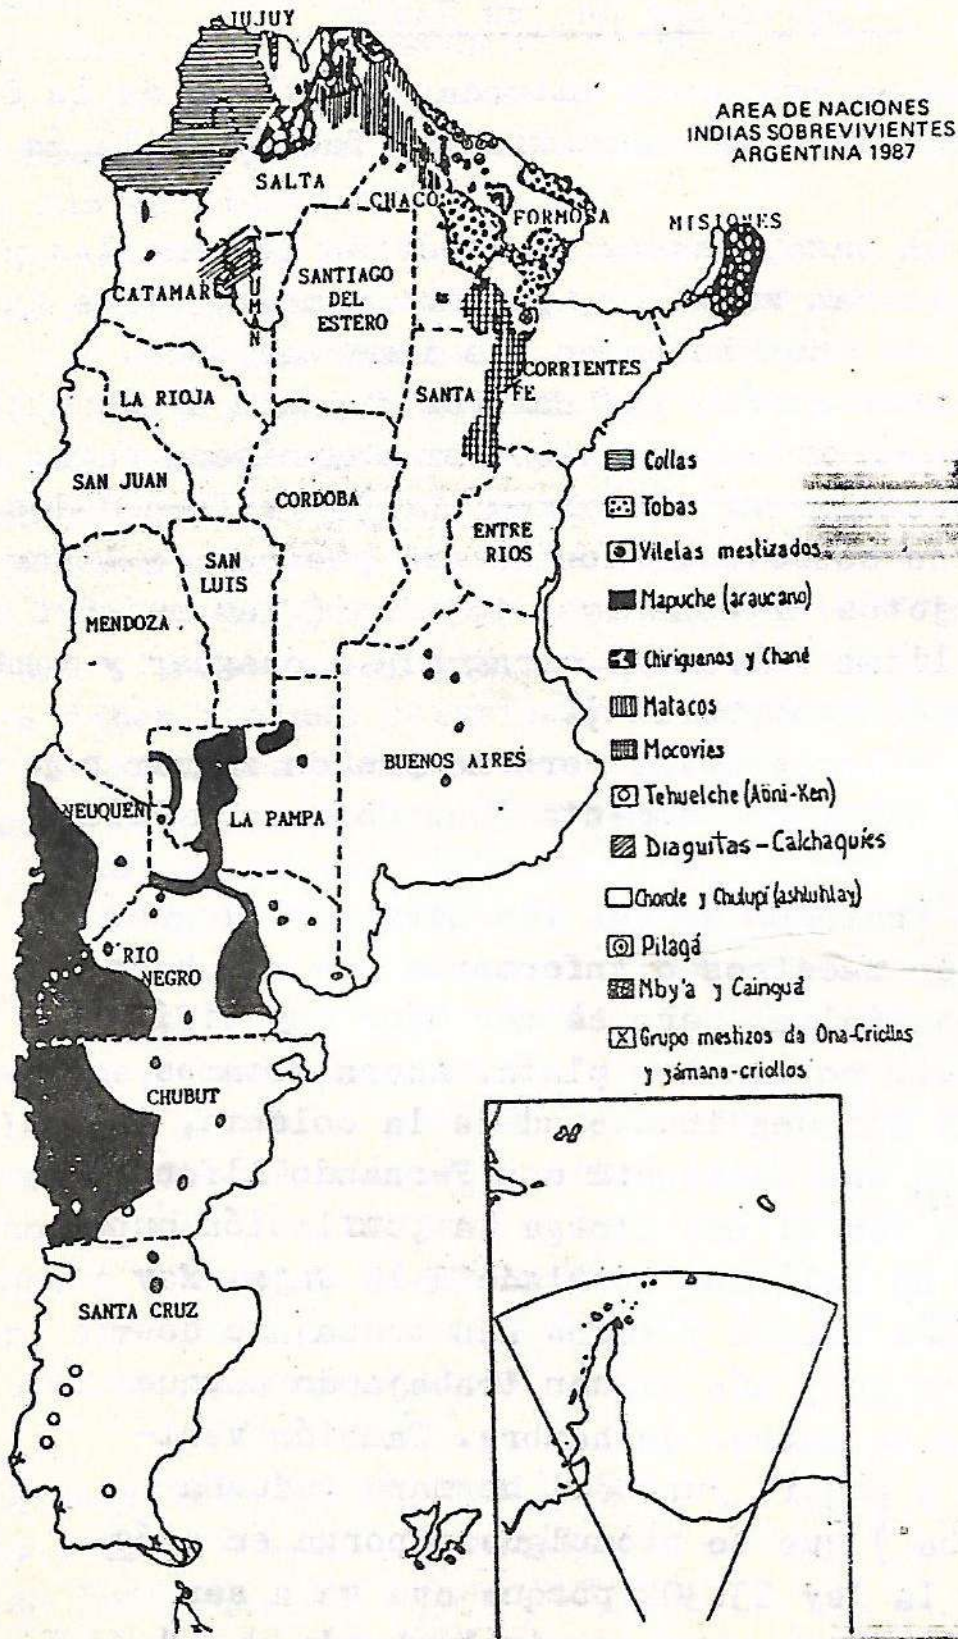 JUJUY
AREA DE NACIONES
INDIAS SOBREVIVIENTES
ARGENTINA 1987
SALTA
CHACO
FORMOSA
MISIONES
TUCUMAN
SANTIAGO
DEL
ESTERO
CATAMARC
CORRIENTES
LA RIOJA
SANTA FE
SAN JUAN
CORDOBA
ENTRE
RIOS
SAN
LUIS
MENDOZA
BUENOS AIRES
NEUQUEN
LA PAMPA
RIO
NEGRO
CHUBUT
SANTA CRUZ
Collas
Tobas
Vilelas mestizados
Mapuche (araucano)
Chiriguanos y Chané
Matacos
Mocovies
Tehuelche (Aöni-Ken)
Diaguitas - Calchaquíes
Chorote y Chulupí (ashluhlay)
Pilagá
Mby'a y Cainguá
X Grupo mestizos da Ona-Criollos
y yámana-criollos